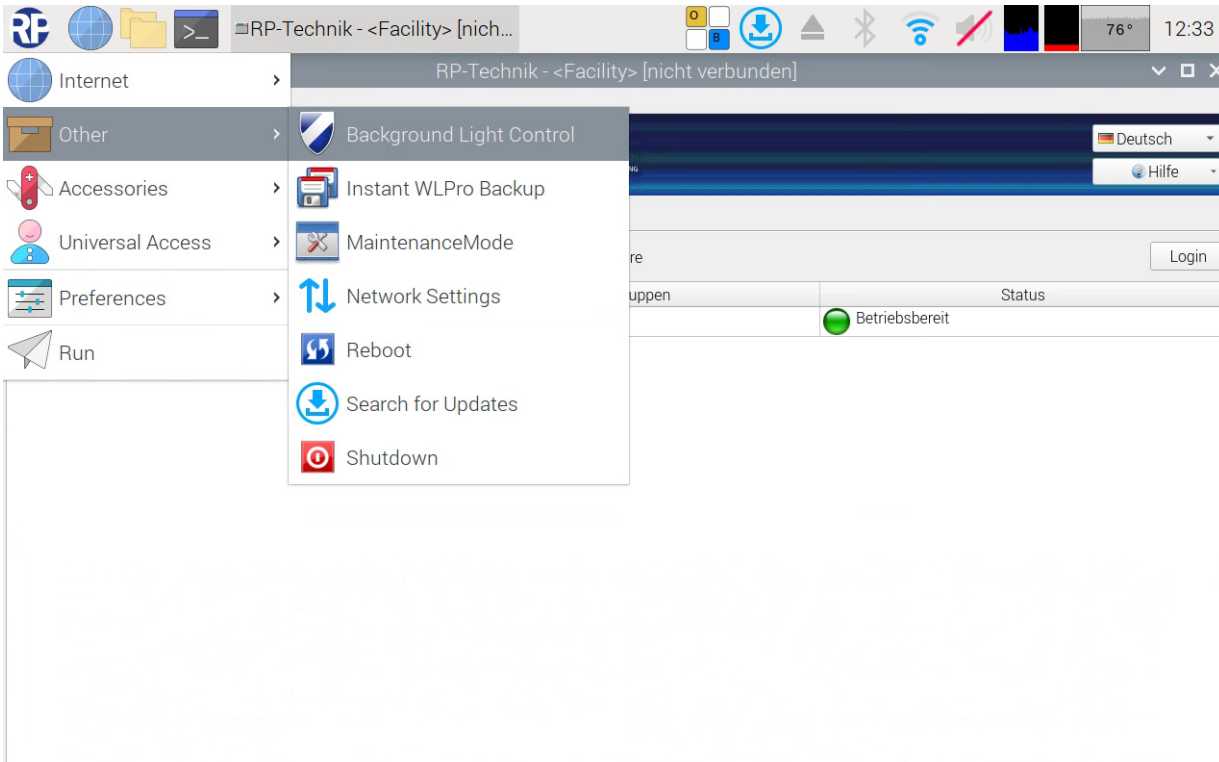 RP
>_
RP-Technik - <Facility> [nich...
O
B
76°
12:33
RP-Technik - <Facility> [nicht verbunden]
Internet
Other
Accessories
Universal Access
Preferences
Run
Background Light Control
Instant WLPro Backup
MaintenanceMode
Network Settings
Reboot
Search for Updates
Shutdown
Deutsch
NG
Hilfe
re
Login
uppen
Status
Betriebsbereit